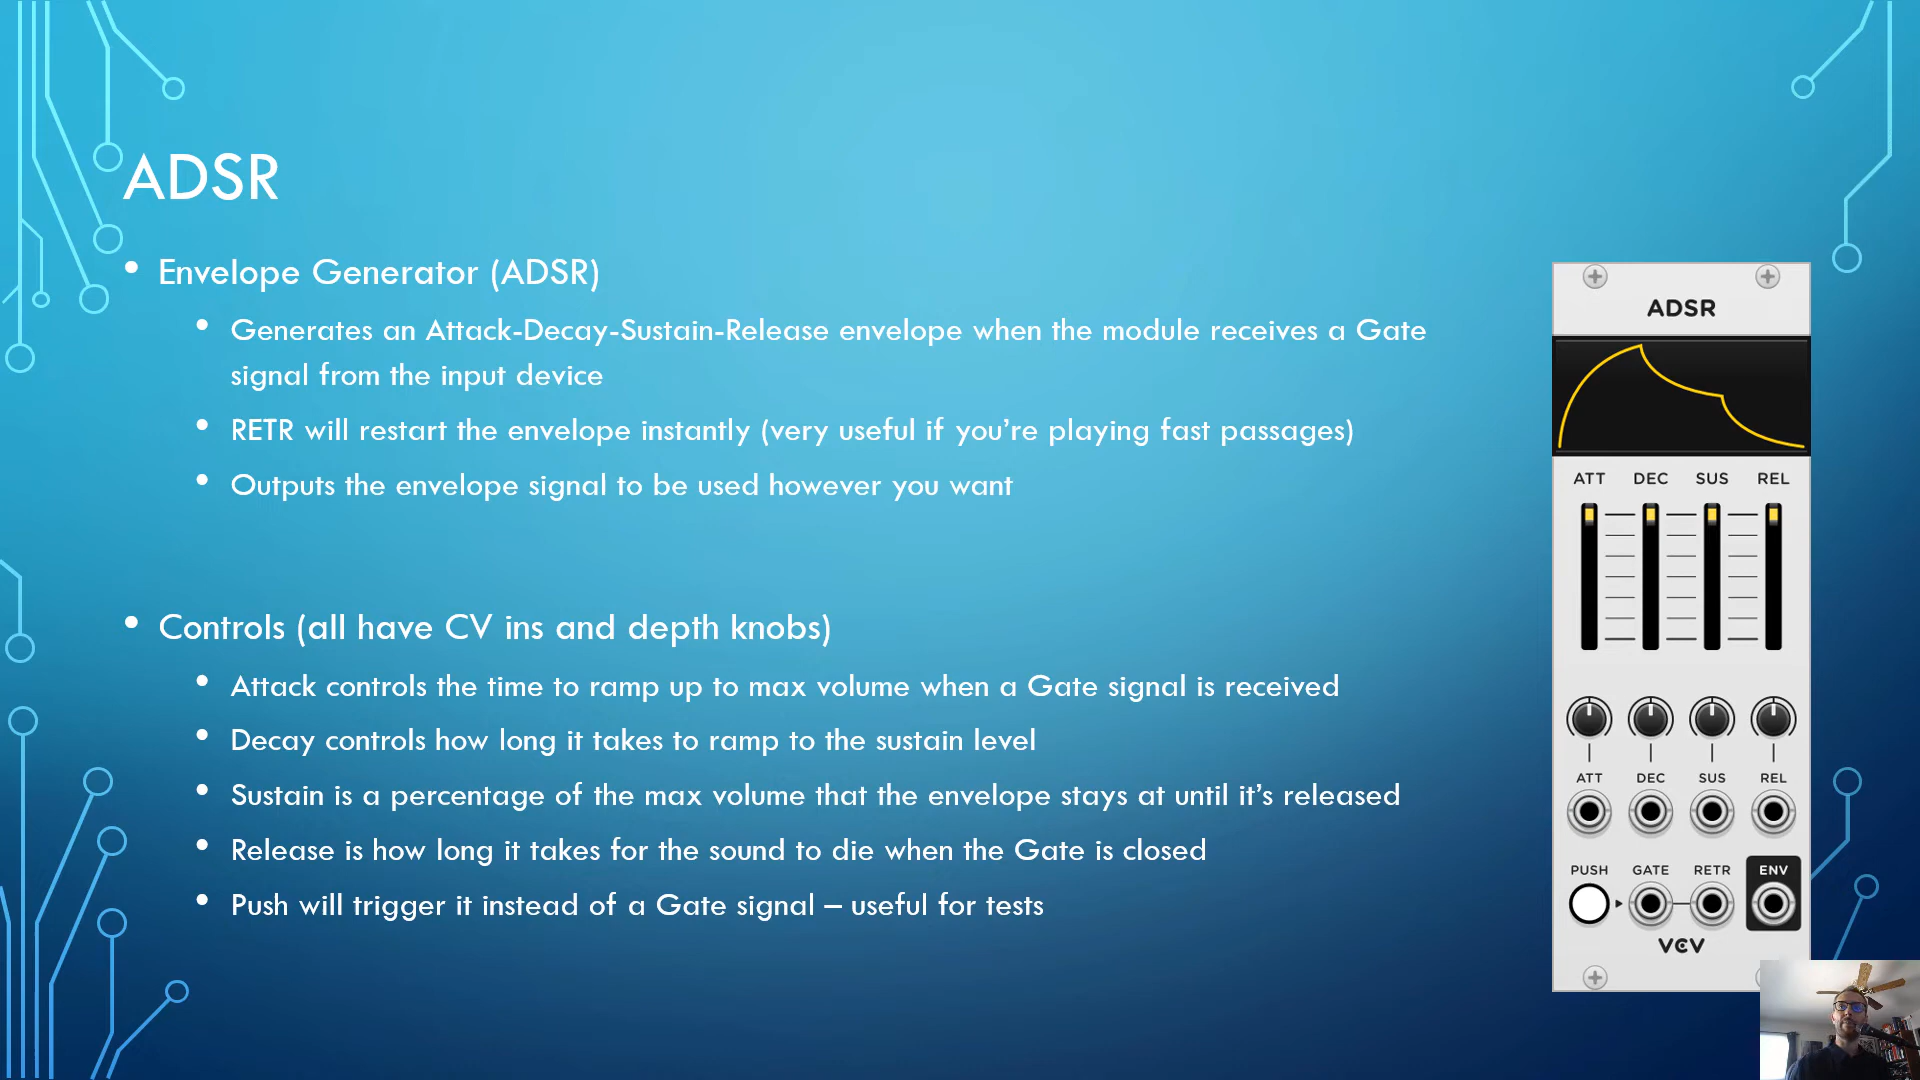 ADSR
Envelope Generator (ADSR)
Generates an Attack-Decay-Sustain-Release envelope when the module receives a Gate
signal from the input device
RETR will restart the envelope instantly (very useful if you’re playing fast passages)
Outputs the envelope signal to be used however you want
Controls (all have CV ins and depth knobs)
Attack controls the time to ramp up to max volume when a Gate signal is received
Decay controls how long it takes to ramp to the sustain level
Sustain is a percentage of the max volume that the envelope stays at until it’s released
Release is how long it takes for the sound to die when the Gate is closed
Push will trigger it instead of a Gate signal – useful for tests
ADSR
ATT DEC SUS REL
ATT DEC SUS REL
PUSH GATE RETR ENV
VCV